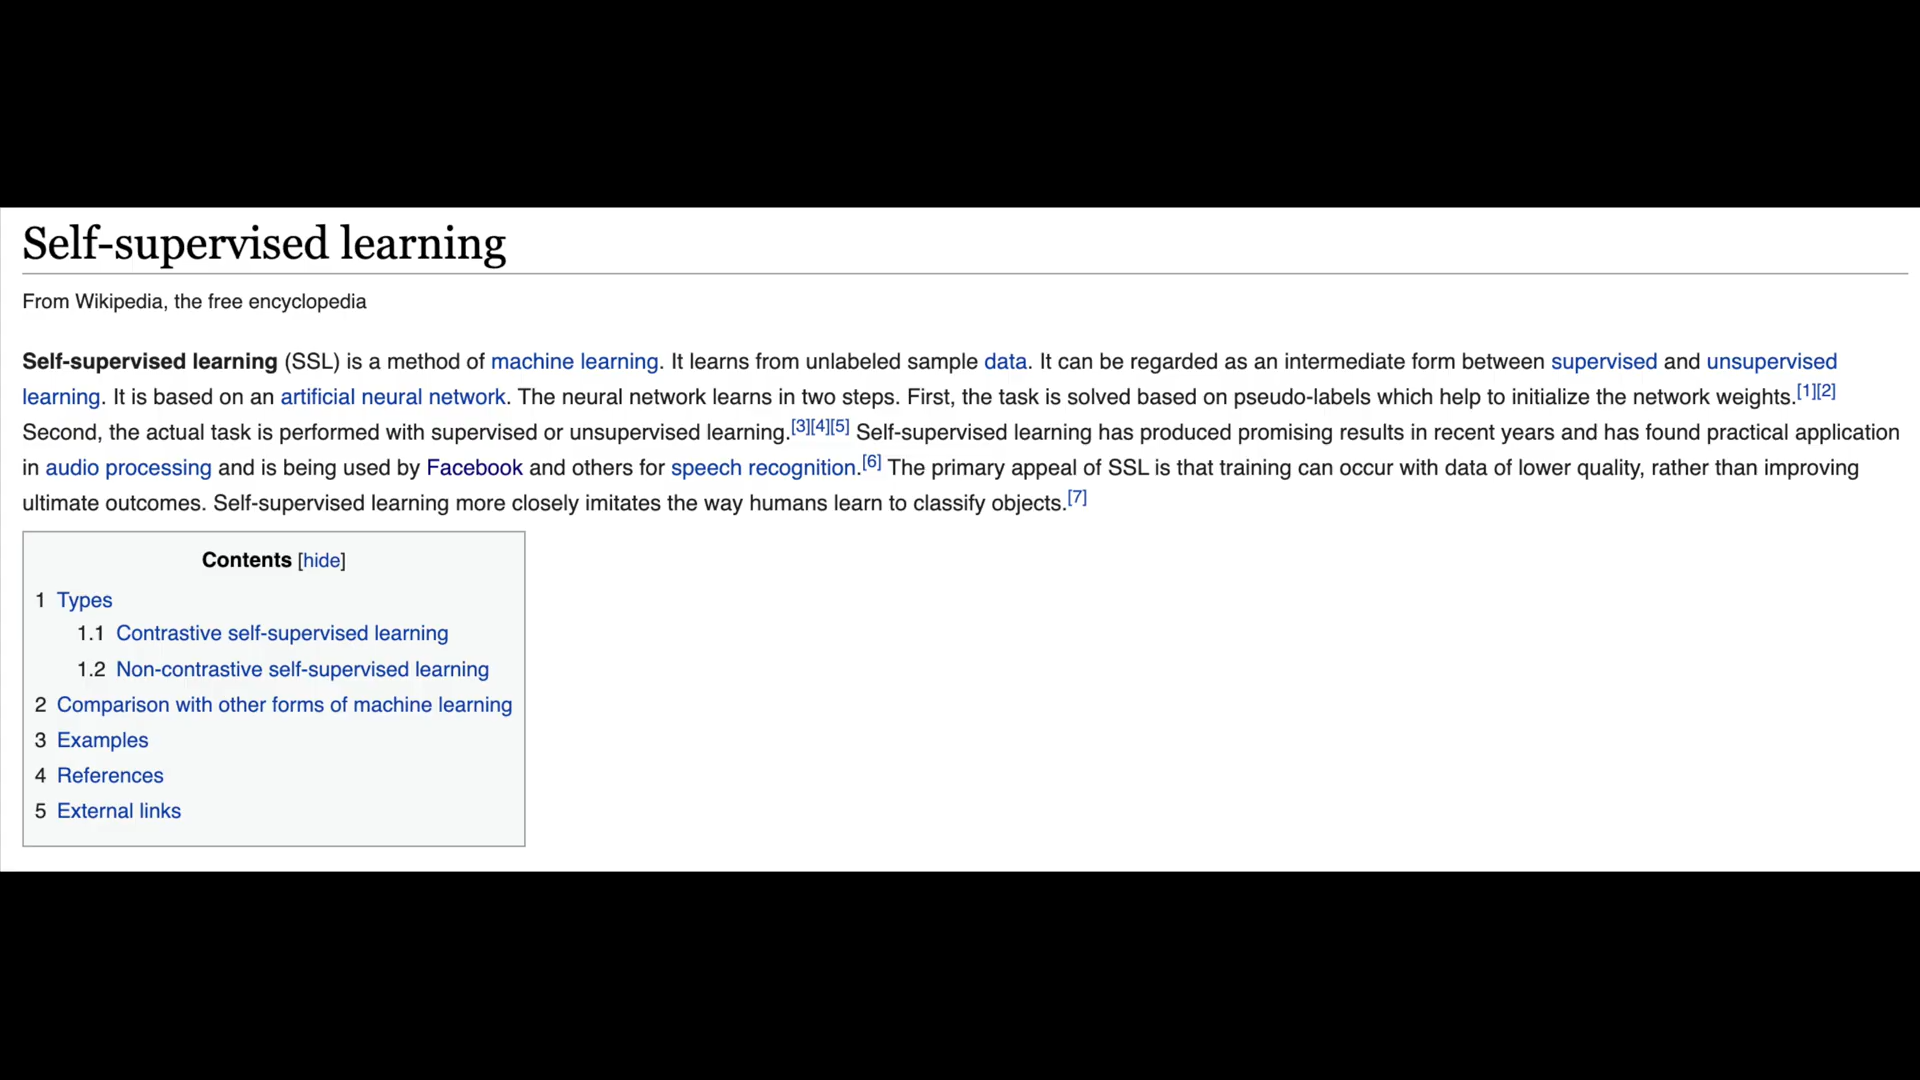 Self-supervised learning
From Wikipedia, the free encyclopedia
Self-supervised learning (SSL) is a method of machine learning. It learns from unlabeled sample data. It can be regarded as an intermediate form between supervised and unsupervised
learning. It is based on an artificial neural network. The neural network learns in two steps. First, the task is solved based on pseudo-labels which help to initialize the network weights.[1][2]
Second, the actual task is performed with supervised or unsupervised learning.[3][4][5] Self-supervised learning has produced promising results in recent years and has found practical application
in audio processing and is being used by Facebook and others for speech recognition.[6] The primary appeal of SSL is that training can occur with data of lower quality, rather than improving
ultimate outcomes. Self-supervised learning more closely imitates the way humans learn to classify objects.[7]
Contents [hide]
1 Types
1.1 Contrastive self-supervised learning
1.2 Non-contrastive self-supervised learning
2 Comparison with other forms of machine learning
3 Examples
4 References
5 External links